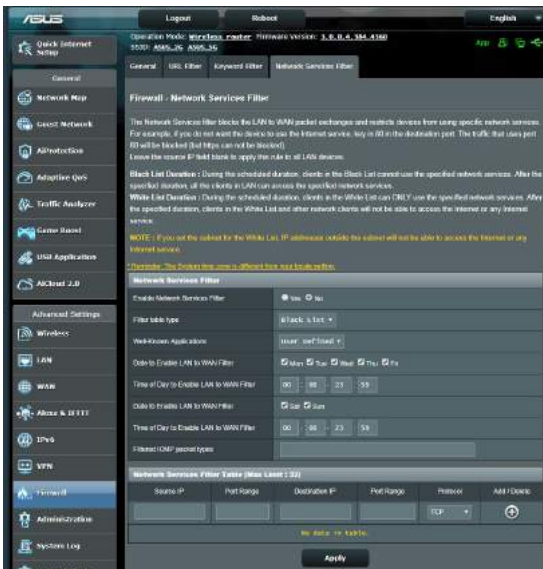 ASUS
Logout
Reboot
English
Operation Mode: Wireless router Firmware Version: 3.0.0.4.384_4360
SSID: ASUS_2G ASUS_5G
App
Quick Internet Setup
General
Network Map
Guest Network
AiProtection
Adaptive QoS
Traffic Analyzer
Game Boost
USB Application
AiCloud 2.0
Advanced Settings
Wireless
LAN
WAN
Alexa & IFTTT
IPv6
VPN
Firewall
Administration
System Log
General
URL Filter
Keyword Filter
Network Services Filter
Firewall - Network Services Filter
The Network Services filter blocks the LAN to WAN packet exchanges and restricts devices from using specific network services.
For example, if you do not want the device to use the Internet service, key in 80 in the destination port. The traffic that uses port
80 will be blocked (but https can not be blocked).
Leave the source IP field blank to apply this rule to all LAN devices.
Black List Duration : During the scheduled duration, clients in the Black List cannot use the specified network services. After the
specified duration, all the clients in LAN can access the specified network services.
White List Duration : During the scheduled duration, clients in the White List can ONLY use the specified network services. After
the specified duration, clients in the White List and other network clients will not be able to access the Internet or any Internet
service.
NOTE : If you set the subnet for the White List, IP addresses outside the subnet will not be able to access the Internet or any
Internet service.
* Reminder: The System time zone is different from your locale setting.
Network Services Filter
Enable Network Services Filter
Yes No
Filter table type
Black List
Well-Known Applications
User Defined
Date to Enable LAN to WAN Filter
Mon Tue Wed Thu Fri
Time of Day to Enable LAN to WAN Filter
00 : 00 - 23 : 59
Date to Enable LAN to WAN Filter
Sat Sun
Time of Day to Enable LAN to WAN Filter
00 : 00 - 23 : 59
Filtered ICMP packet types
Network Services Filter Table (Max Limit : 32)
Source IP
Port Range
Destination IP
Port Range
Protocol
Add / Delete
TCP
No data in table.
Apply